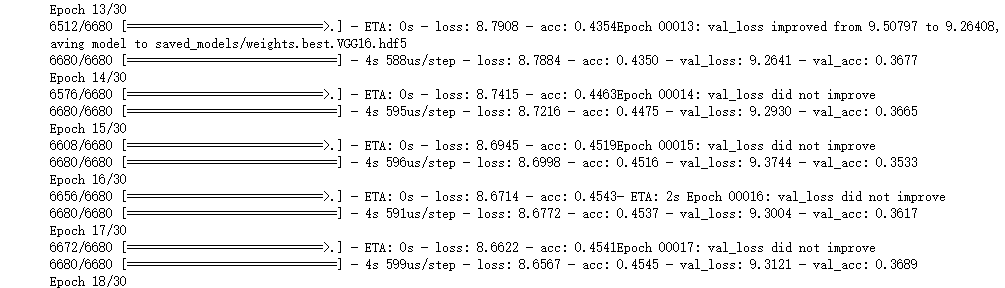 Epoch 13/30
6512/6680 [============================>.] - ETA: 0s - loss: 8.7908 - acc: 0.4354Epoch 00013: val_loss improved from 9.50797 to 9.26408,
aving model to saved_models/weights.best.VGG16.hdf5
6680/6680 [==============================] - 4s 588us/step - loss: 8.7884 - acc: 0.4350 - val_loss: 9.2641 - val_acc: 0.3677
Epoch 14/30
6576/6680 [============================>.] - ETA: 0s - loss: 8.7415 - acc: 0.4463Epoch 00014: val_loss did not improve
6680/6680 [==============================] - 4s 595us/step - loss: 8.7216 - acc: 0.4475 - val_loss: 9.2930 - val_acc: 0.3665
Epoch 15/30
6608/6680 [============================>.] - ETA: 0s - loss: 8.6945 - acc: 0.4519Epoch 00015: val_loss did not improve
6680/6680 [==============================] - 4s 596us/step - loss: 8.6998 - acc: 0.4516 - val_loss: 9.3744 - val_acc: 0.3533
Epoch 16/30
6656/6680 [============================>.] - ETA: 0s - loss: 8.6714 - acc: 0.4543- ETA: 2s Epoch 00016: val_loss did not improve
6680/6680 [==============================] - 4s 591us/step - loss: 8.6772 - acc: 0.4537 - val_loss: 9.3004 - val_acc: 0.3617
Epoch 17/30
6672/6680 [============================>.] - ETA: 0s - loss: 8.6622 - acc: 0.4541Epoch 00017: val_loss did not improve
6680/6680 [==============================] - 4s 599us/step - loss: 8.6567 - acc: 0.4545 - val_loss: 9.3121 - val_acc: 0.3689
Epoch 18/30